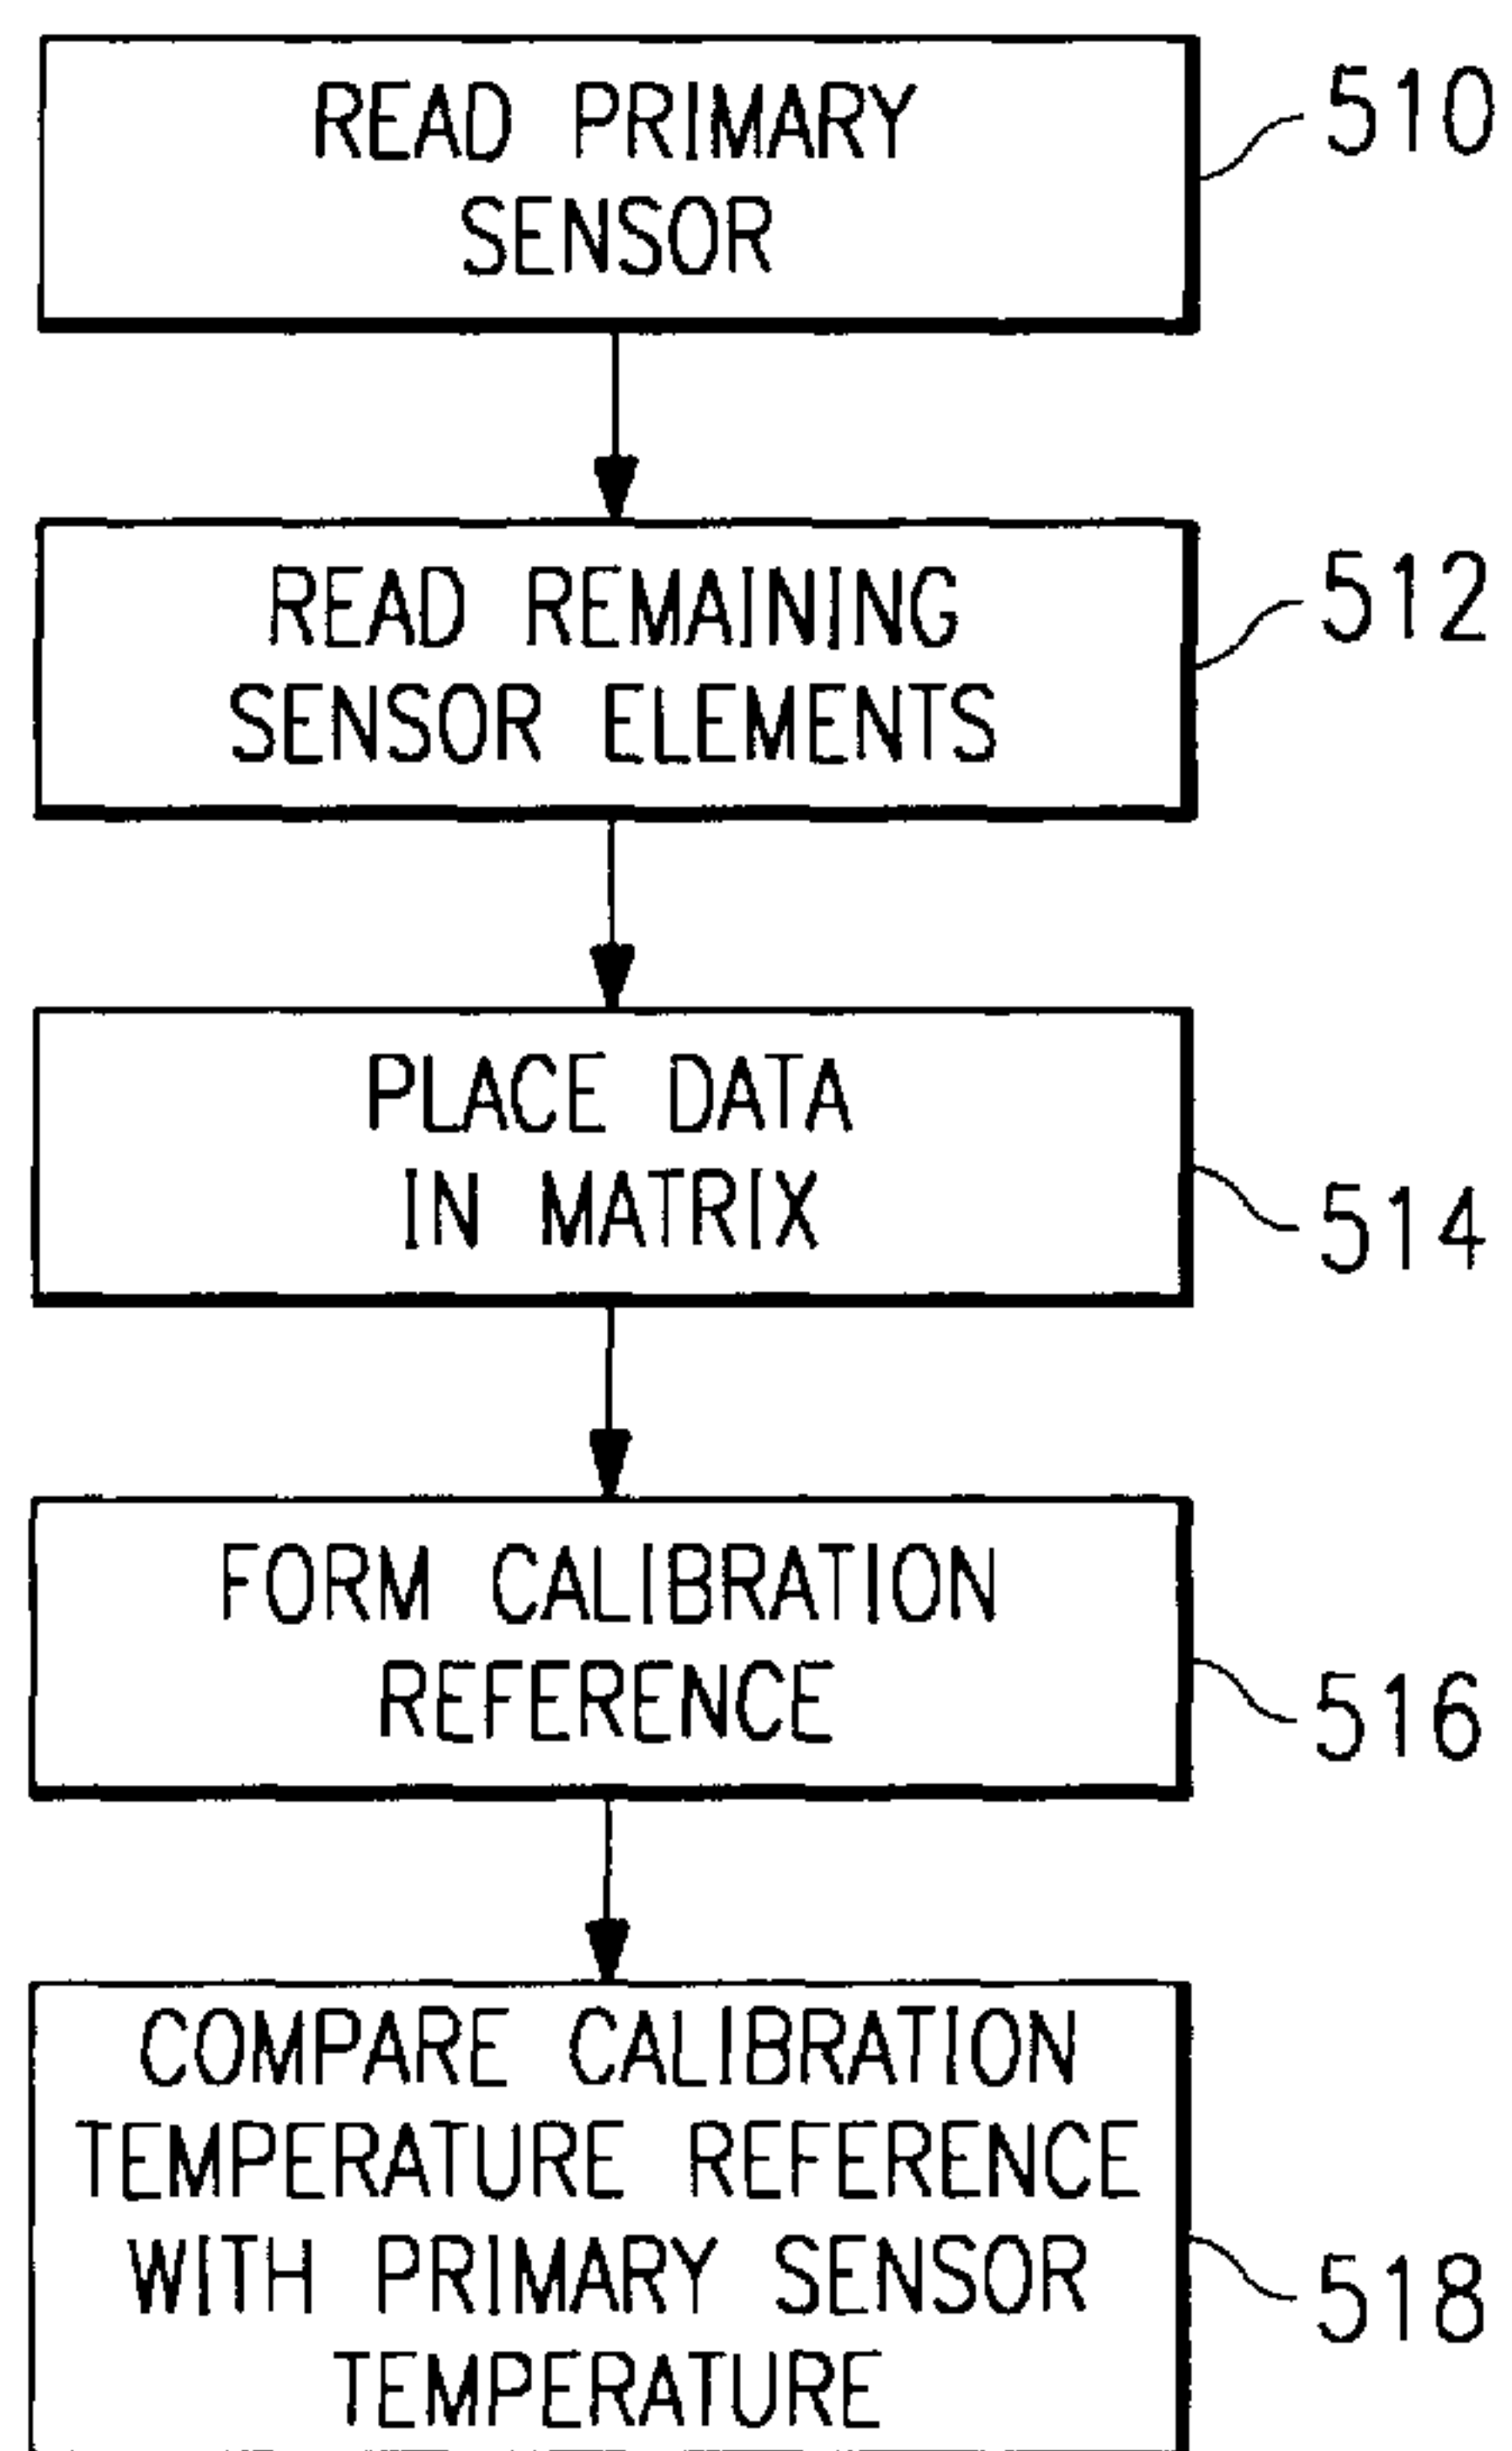 READ PRIMARY
SENSOR
510
READ REMAINING
SENSOR ELEMENTS
512
PLACE DATA
IN MATRIX
514
FORM CALIBRATION
REFERENCE
516
COMPARE CALIBRATION
TEMPERATURE REFERENCE
WITH PRIMARY SENSOR
TEMPERATURE
518